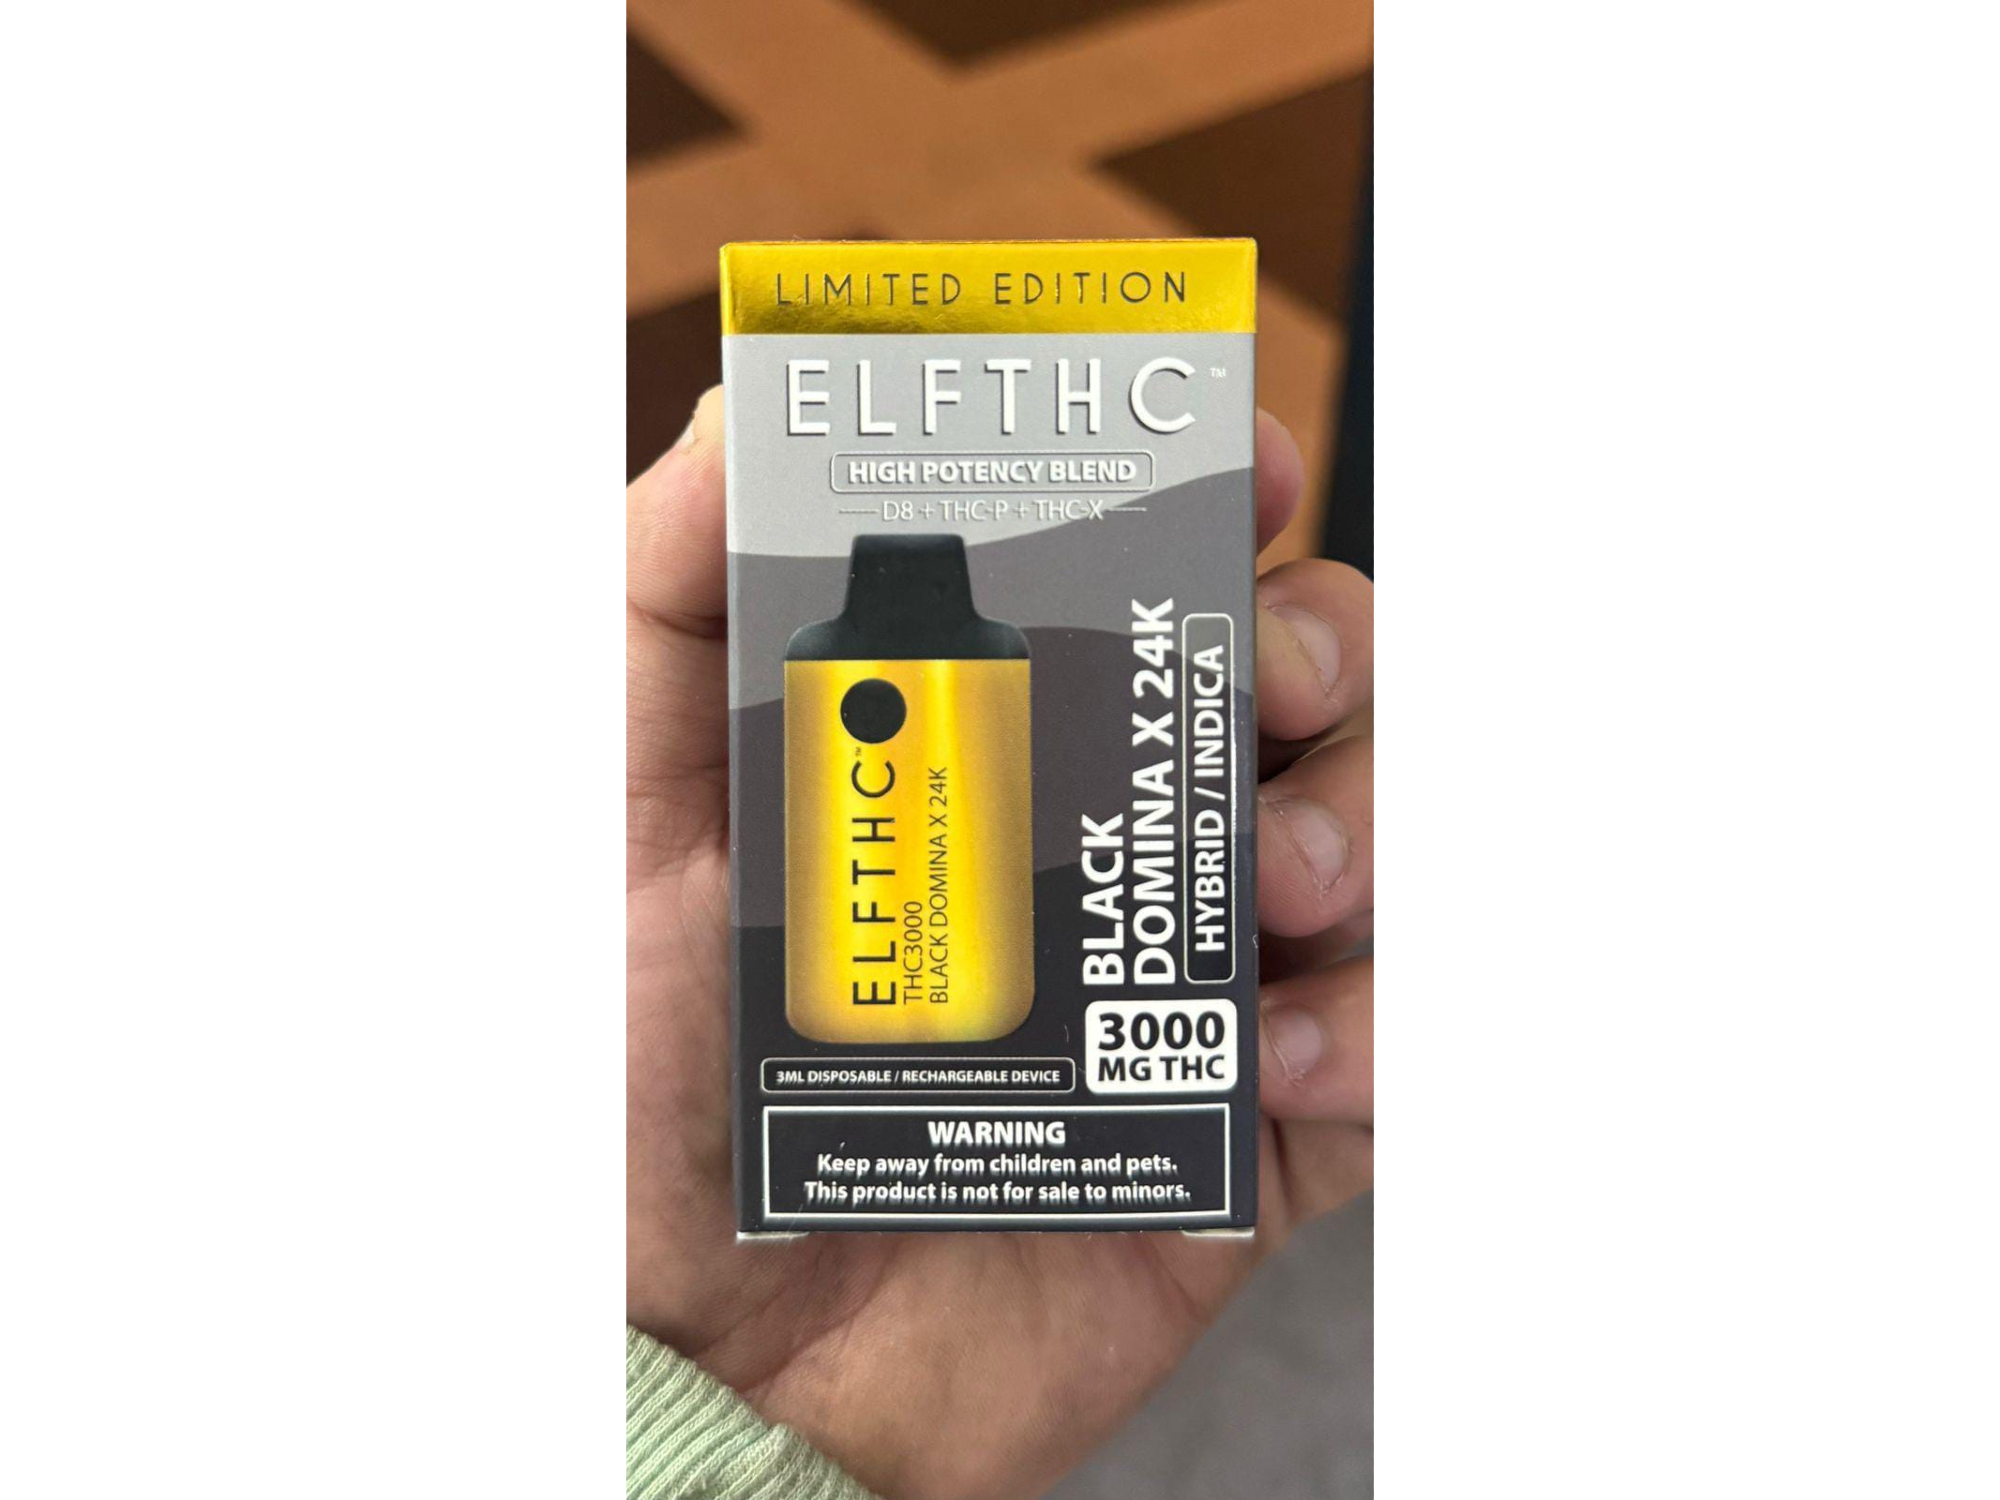 LIMITED EDITION
ELFTHC™
HIGH POTENCY BLEND
D8 + THC-P + THC-X
ELFTHC™
THC3000
BLACK DOMINA X 24K
BLACK
DOMINA X 24K
HYBRID / INDICA
3000
MG THC
3ML DISPOSABLE / RECHARGEABLE DEVICE
WARNING
Keep away from children and pets.
This product is not for sale to minors.